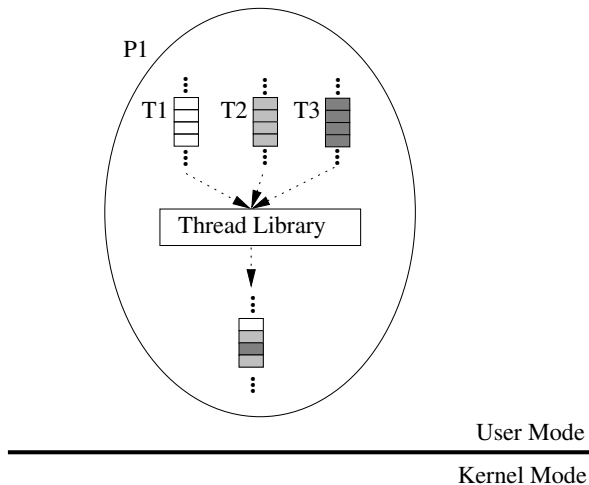 P1
T1 T2 T3
Thread Library
User Mode
Kernel Mode